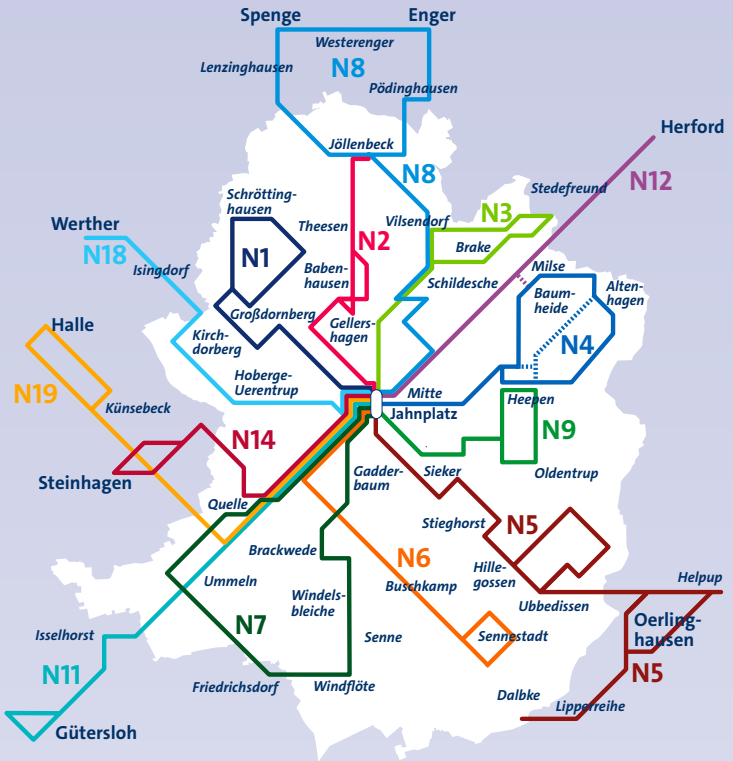 Spenge
Enger
Westerenger
Lenzinghausen
N8
Pödinghausen
Herford
Jöllenbeck
N8
N12
Stedefreund
Schrötting-
hausen
Werther
N18
Isingdorf
N1
Theesen
N2
Vilsendorf
N3
Brake
Baben-
hausen
Schildesche
Milse
Baum-
heide
Alten-
hagen
Großdornberg
Gellers-
hagen
Halle
Kirch-
dorberg
N4
N19
Hoberge-
Uerentrup
Künsebeck
Mitte
Jahnplatz
Heepen
N9
N14
Steinhagen
Gadder-
baum
Sieker
Oldentrup
Quelle
Stieghorst
N5
Brackwede
N6
Hille-
gossen
Ummeln
Buschkamp
Helpup
Windels-
bleiche
Ubbedissen
Oerling-
hausen
N7
Isselhorst
Senne
Sennestadt
N11
N5
Friedrichsdorf
Windflöte
Dalbke
Lipperreihe
Gütersloh